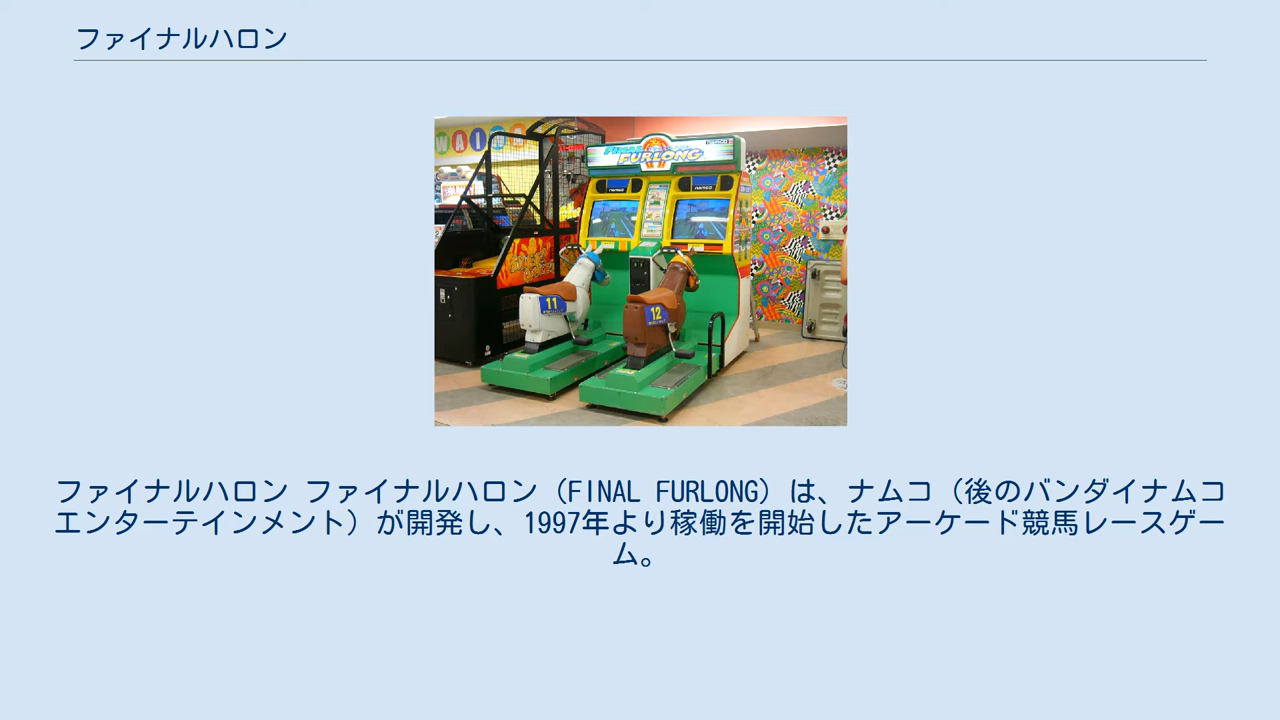 ファイナルハロン
WAI
FINAL
FURLONG
namco
namco
namco
11
12
ファイナルハロン ファイナルハロン（FINAL FURLONG）は、ナムコ（後のバンダイナムコ
エンターテインメント）が開発し、1997年より稼働を開始したアーケード競馬レースゲー
ム。